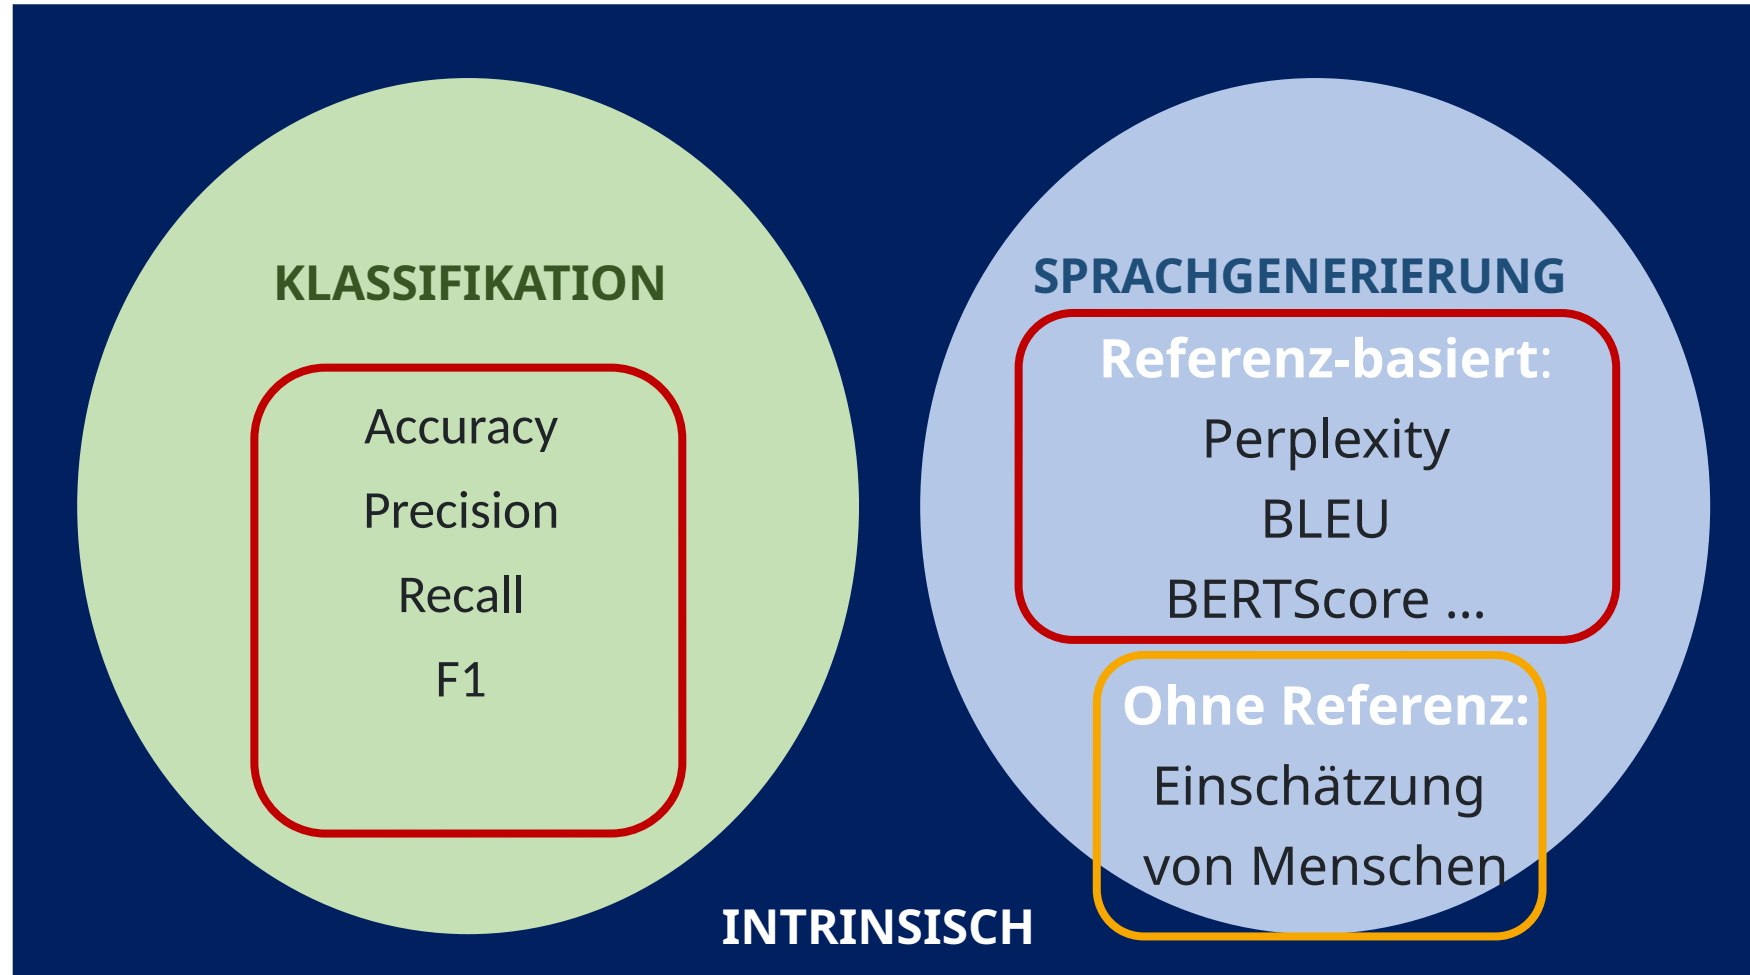 KLASSIFIKATION
Accuracy
Precision
Recall
F1
SPRACHGENERIERUNG
Referenz-basiert:
Perplexity
BLEU
BERTScore ...
Ohne Referenz:
Einschätzung
von Menschen
INTRINSISCH